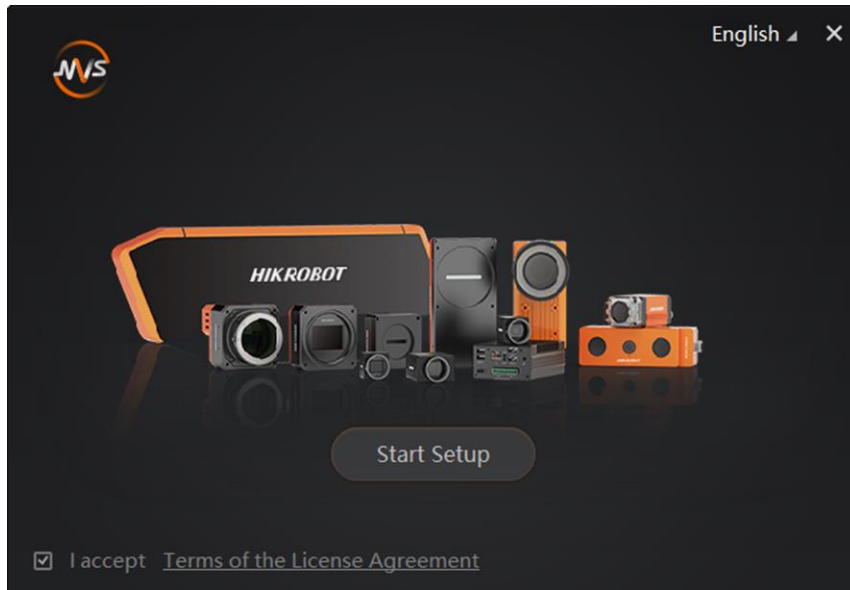 English
MVS
HIKROBOT
Start Setup
I accept Terms of the License Agreement